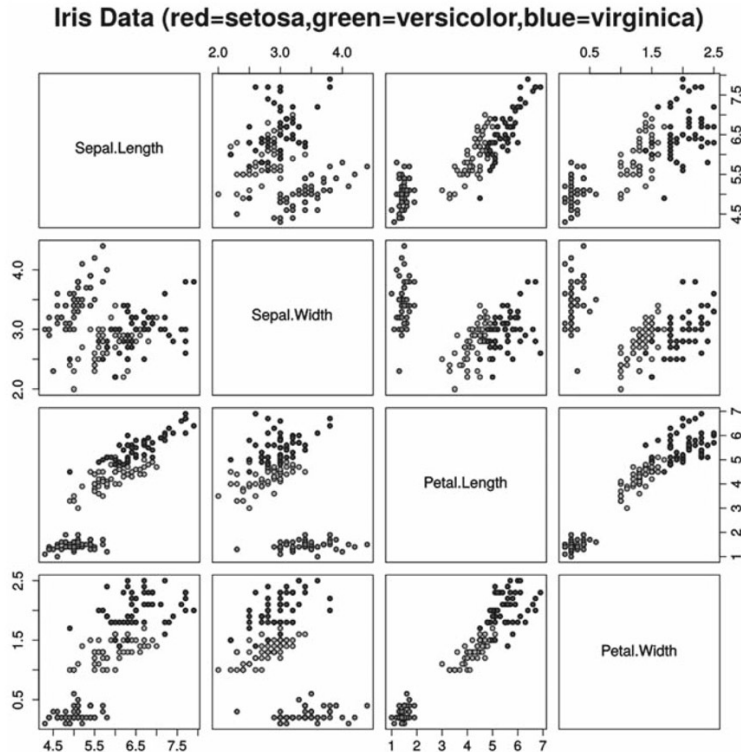 Iris Data (red=setosa,green=versicolor,blue=virginica)
2.0 3.0 4.0
0.5 1.5 2.5
Sepal.Length
4.5 5.5 6.5 7.5
2.0 3.0 4.0
Sepal.Width
Petal.Length
1 2 3 4 5 6 7
0.5 1.5 2.5
Petal.Width
4.5 5.5 6.5 7.5
1 2 3 4 5 6 7